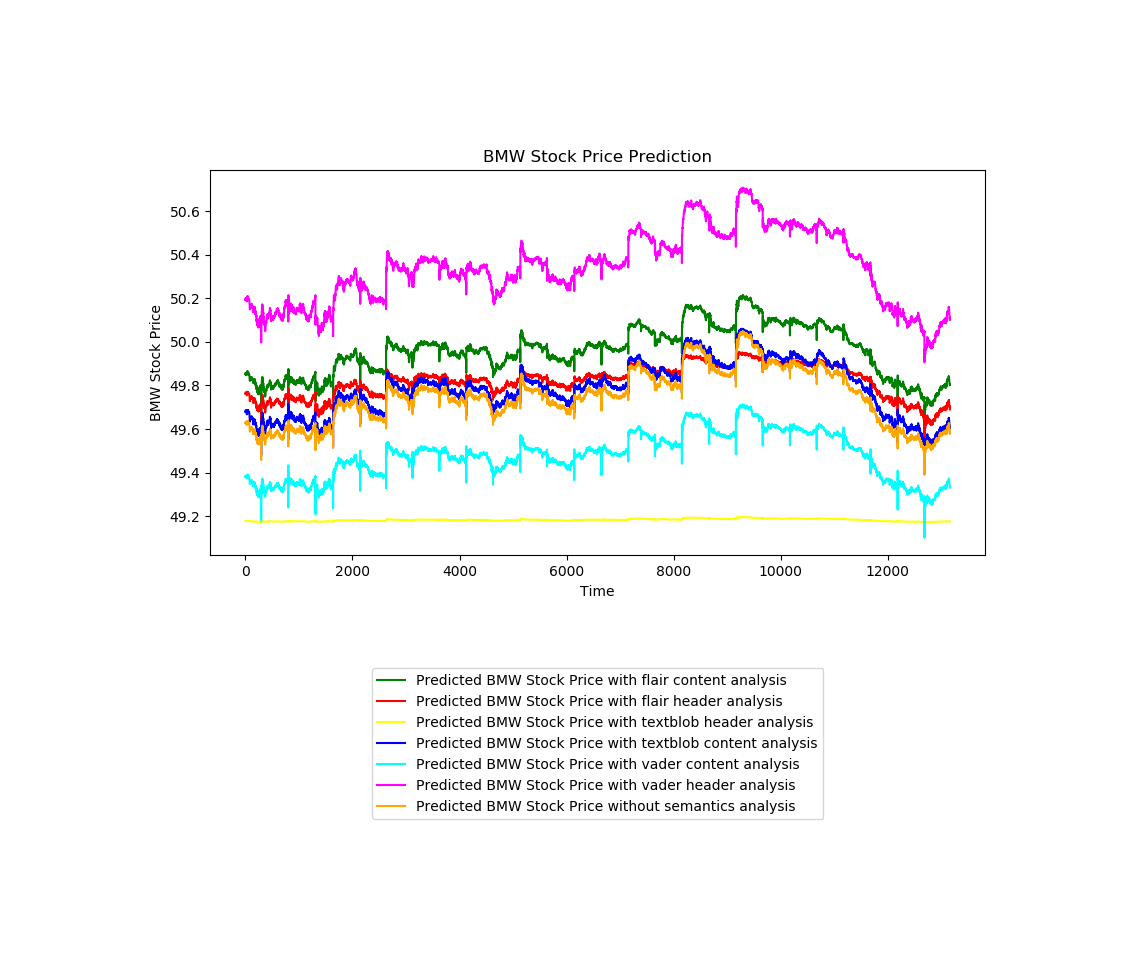 BMW Stock Price Prediction
BMW Stock Price
50.6
50.4
50.2
50.0
49.8
49.6
49.4
49.2
0 2000 4000 6000 8000 10000 12000
Time
Predicted BMW Stock Price with flair content analysis
Predicted BMW Stock Price with flair header analysis
Predicted BMW Stock Price with textblob header analysis
Predicted BMW Stock Price with textblob content analysis
Predicted BMW Stock Price with vader content analysis
Predicted BMW Stock Price with vader header analysis
Predicted BMW Stock Price without semantics analysis